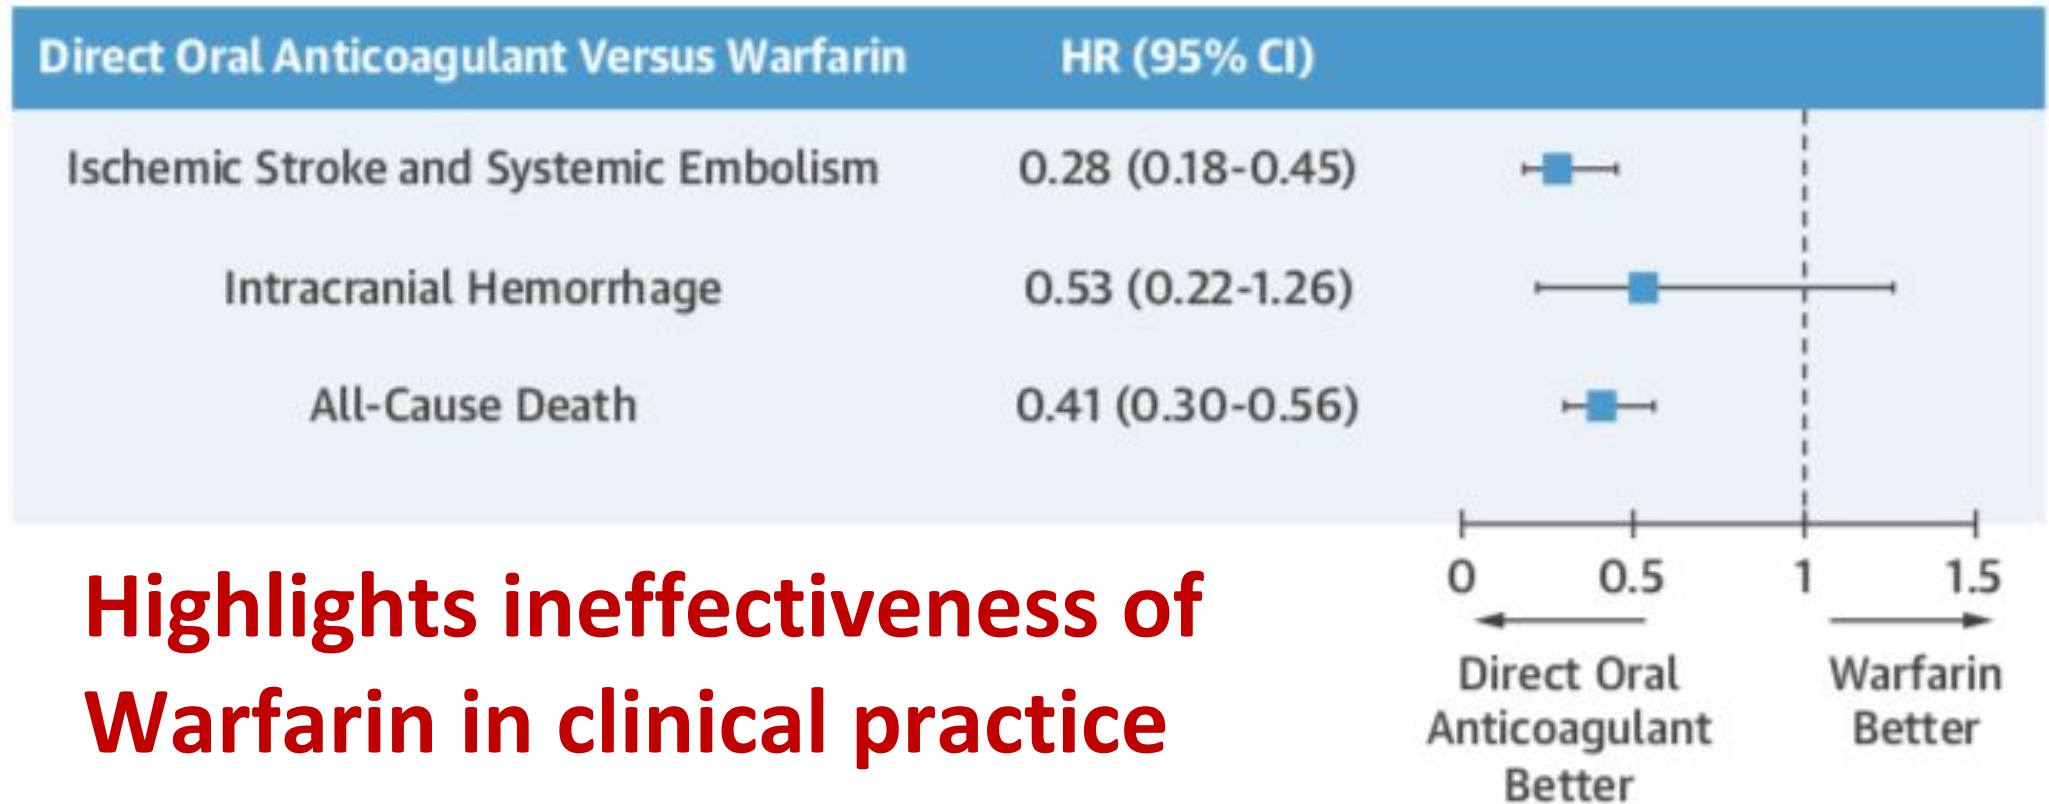 Direct Oral Anticoagulant Versus Warfarin HR (95% CI)
Ischemic Stroke and Systemic Embolism 0.28 (0.18-0.45)
Intracranial Hemorrhage 0.53 (0.22-1.26)
All-Cause Death 0.41 (0.30-0.56)
0 0.5 1 1.5
Direct Oral
Anticoagulant
Better
Warfarin
Better
Highlights ineffectiveness of
Warfarin in clinical practice